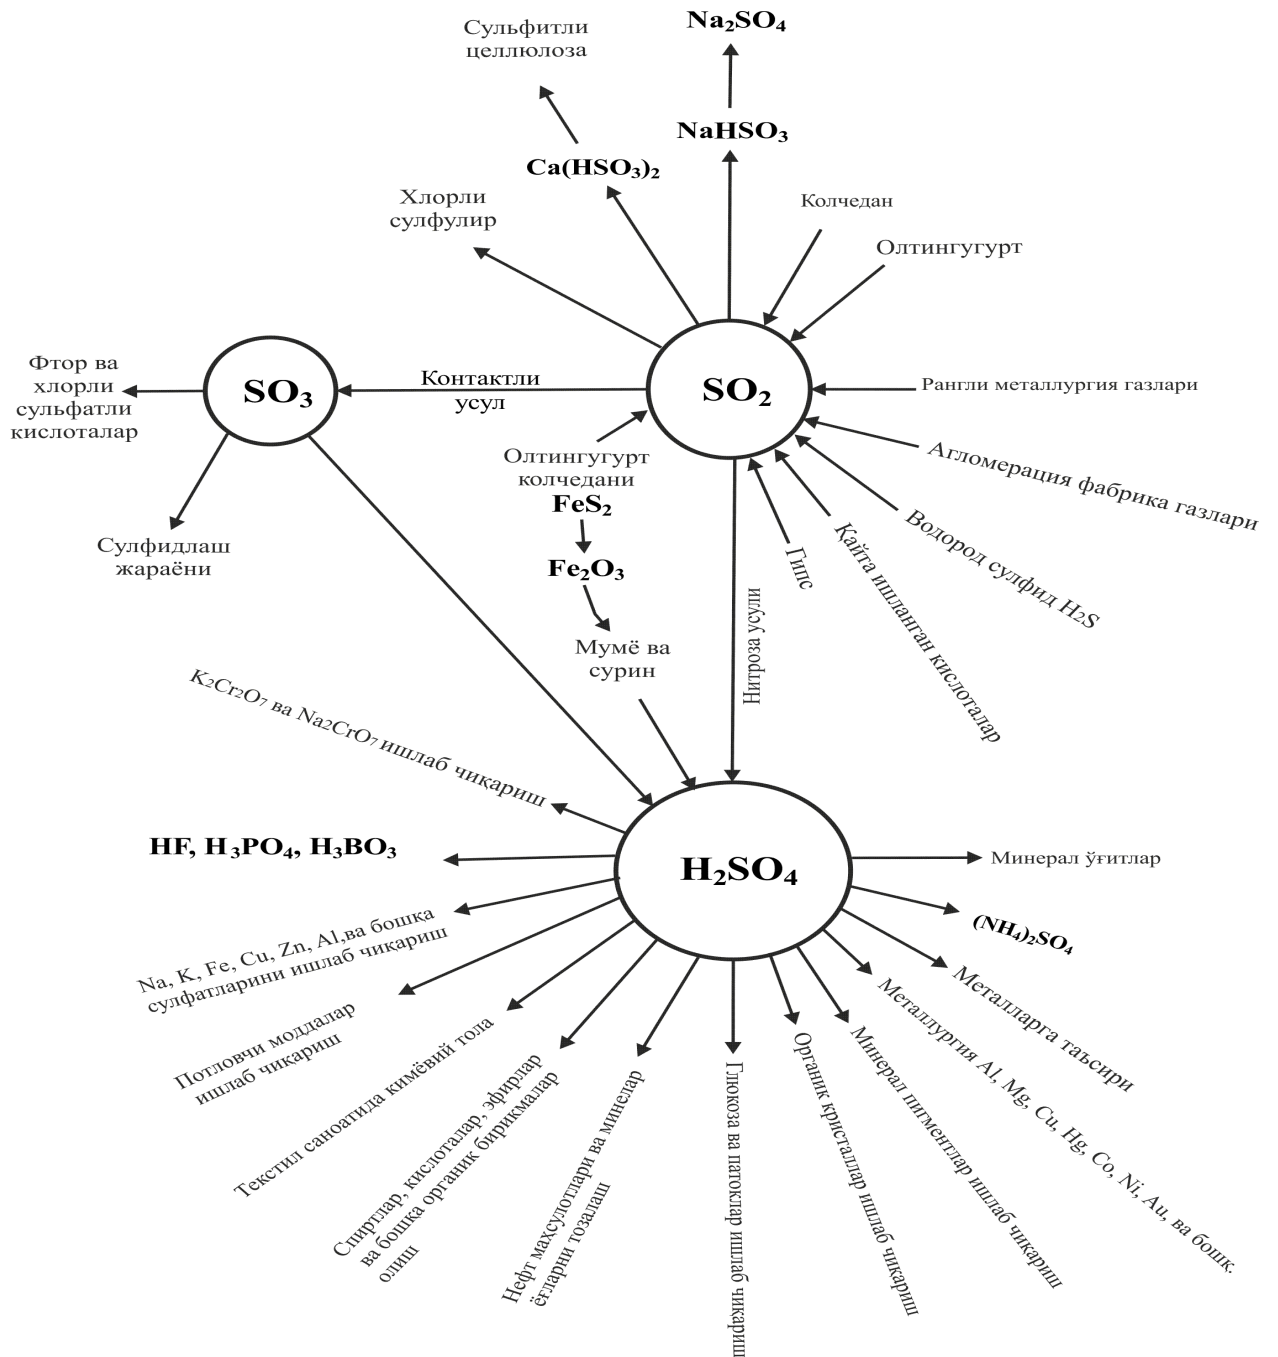 Na₂SO₄
Сульфитли
целлюлоза
NaHSO₃
Ca(HSO₃)₂
Хлорли
сулфулир
Колчедан
Олтингугурт
SO₂
Рангли металлургия газлари
Агломерация фабрика газлари
Водород сулфид H₂S
Қайта ишланган кислоталар
Гипс
Контактли
усул
SO₃
Фтор ва
хлорли
сульфатли
кислоталар
Сулфидлаш
жараёни
Олтингугурт
колчедани
FeS₂
Fe₂O₃
Мумё ва
сурин
Нитроза усули
K₂Cr₂O₇ ва Na₂CrO₇ ишлаб чиқариш
HF, H₃PO₄, H₃BO₃
H₂SO₄
Минерал ўғитлар
(NH₄)₂SO₄
Металларга таъсири
Металлургия Al, Mg, Cu, Hg, Co, Ni, Au, ва бошк.
Минерал пигментлар ишлаб чикариш
Органик кристаллар ишлаб чикариш
Глюкоза ва патоклар ишлаб чикариш
Нефт махсулотлари ва минелар
ёғларни тозалаш
Спиртлар, кислоталар, эфирлар
ва бошка органик бирикмалар
олиш
Текстил саноатида кимёвий тола
Потловчи моддалар
ишлаб чикариш
Na, K, Fe, Cu, Zn, Al,ва бошқа
сулфатларини ишлаб чиқариш